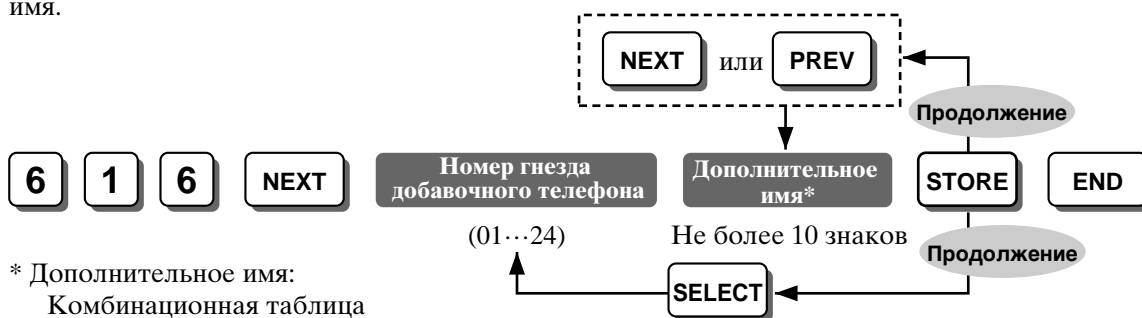 имя.
NEXT или PREV
Продолжение
6 1 6 NEXT Номер гнезда добавочного телефона Дополнительное имя* STORE END
(01···24) Не более 10 знаков
Продолжение
SELECT
* Дополнительное имя:
Комбинационная таблица